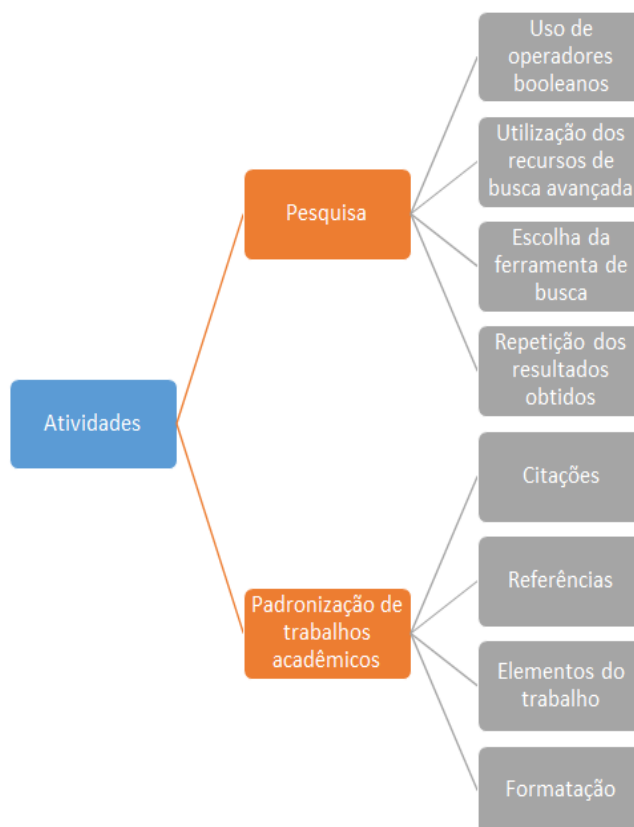 Atividades
Pesquisa
Uso de
operadores
booleanos
Utilização dos
recursos de
busca avançada
Escolha da
ferramenta de
busca
Repetição dos
resultados
obtidos
Padronização de
trabalhos
acadêmicos
Citações
Referências
Elementos do
trabalho
Formatação